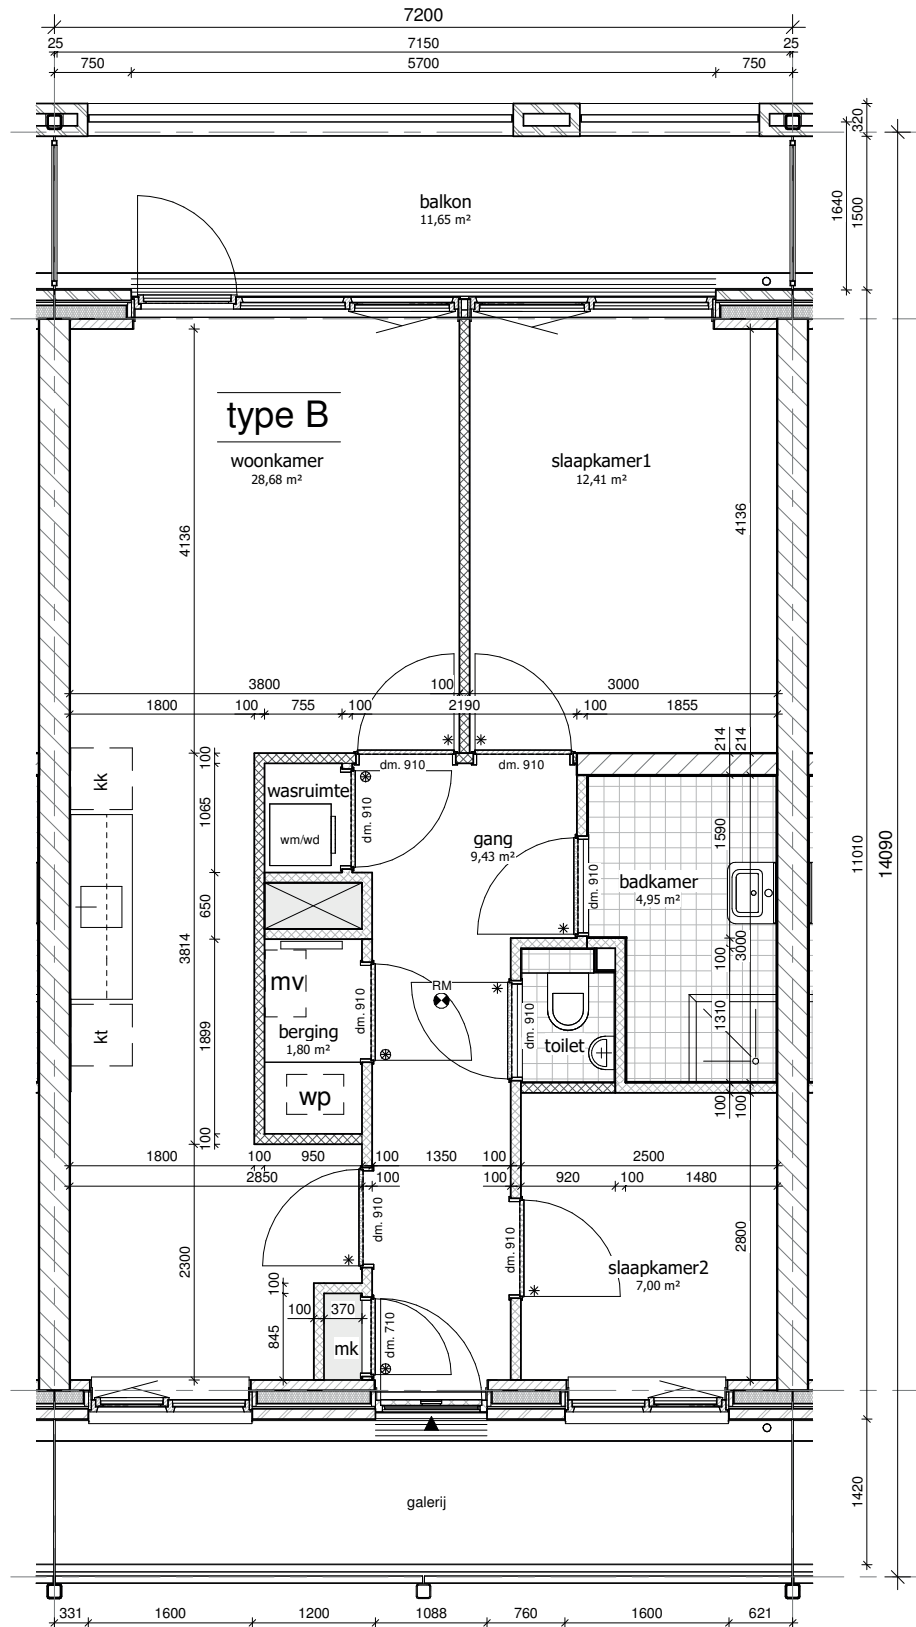 7200
25 7150 25
750 5700 750
320
balkon
11,65 m²
1640
1500
type B
woonkamer
28,68 m²
slaapkamer1
12,41 m²
4136
4136
3800 100 3000
1800 100 755 100 2190 100 1855
100
214
214
kk
dm. 910
dm. 910
wasruimte
1065
wm/wd
dm. 910
gang
9,43 m²
1590
11010
14090
badkamer
4,95 m²
dm. 910
650
3814
100
3000
mv
RM
kt
1899
berging
1,80 m²
dm. 910
dm. 910
toilet
1310
wp
100
100
100
1800 100 950 100 1350 100 2500
2850 100 100 920 100 1480
dm. 910
dm. 910
2300
2800
slaapkamer2
7,00 m²
100
100 370
845
mk
dm. 710
galerij
1420
331 1600 1200 1088 760 1600 621